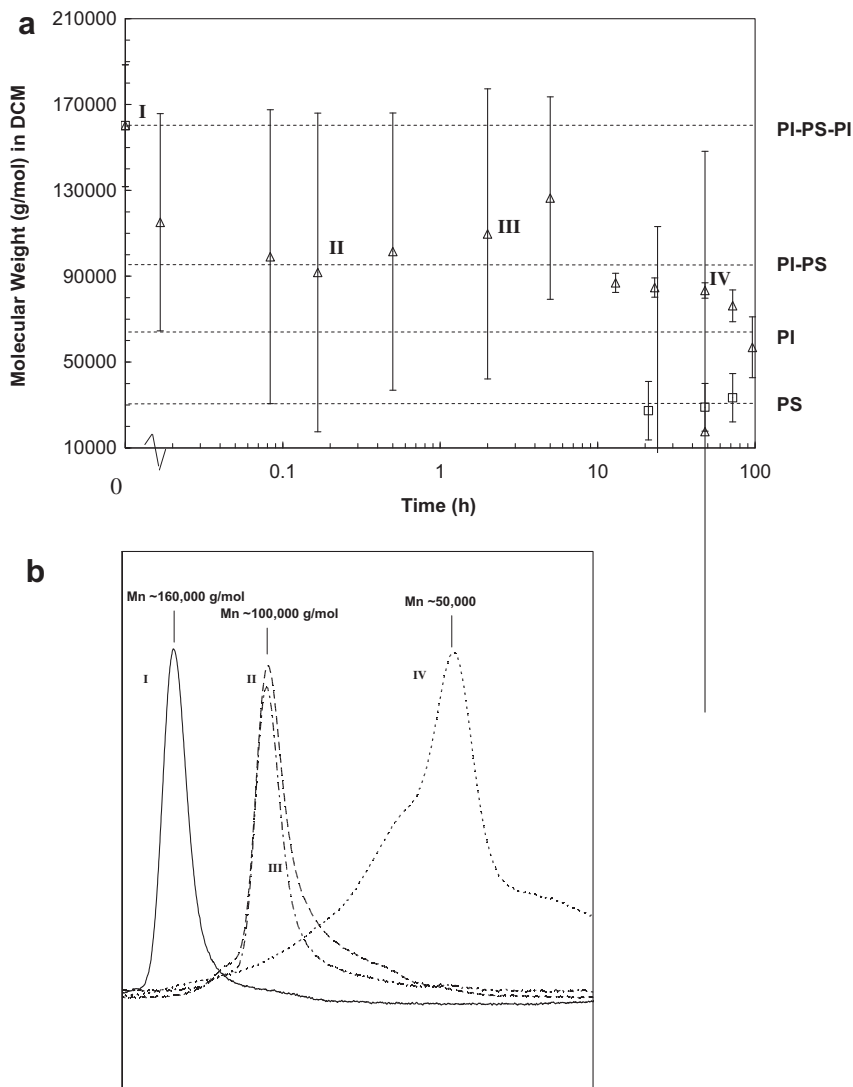 a
Molecular Weight (g/mol) in DCM
210000
170000
130000
90000
50000
10000
I
II
III
IV
PI-PS-PI
PI-PS
PI
PS
0
0.1
1
10
100
Time (h)
b
Mn ~160,000 g/mol
Mn ~100,000 g/mol
Mn ~50,000
I
II
IV
III